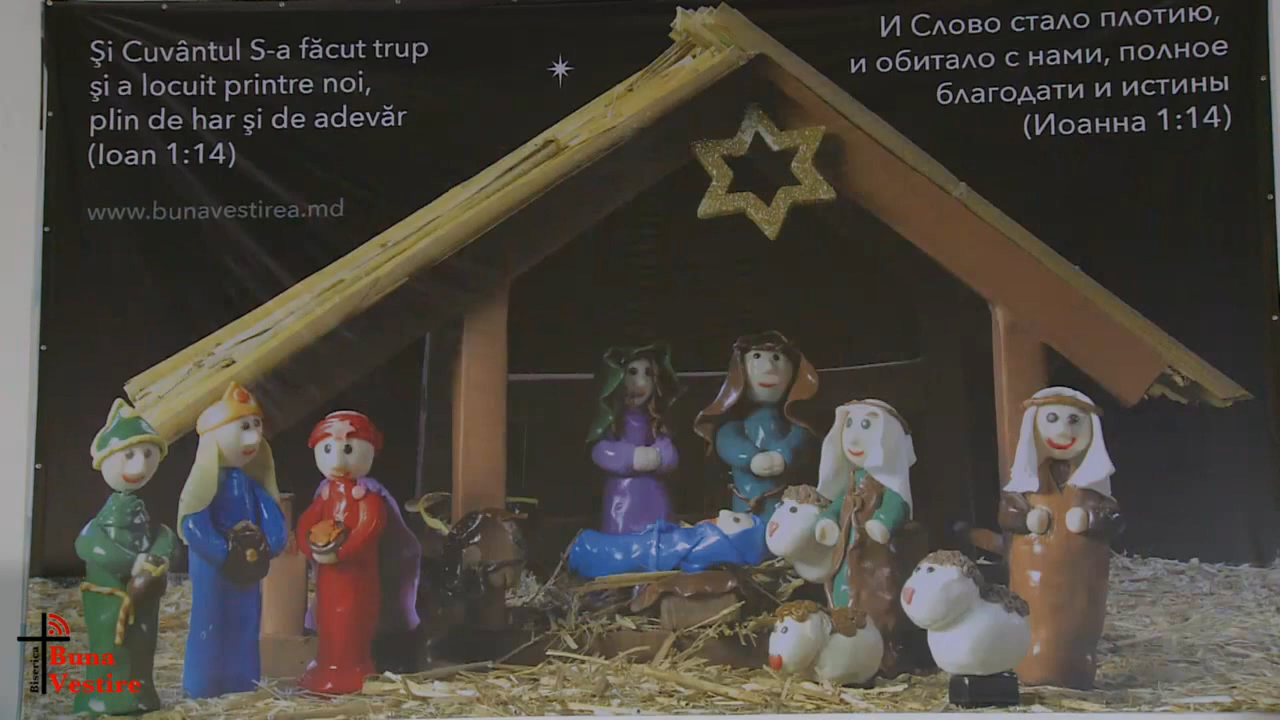 Şi Cuvântul S-a făcut trup
şi a locuit printre noi,
plin de har şi de adevăr
(Ioan 1:14)
www.bunavestirea.md
И Слово стало плотию,
и обитало с нами, полное
благодати и истины
(Иоанна 1:14)
Biserica
Buna
Vestire